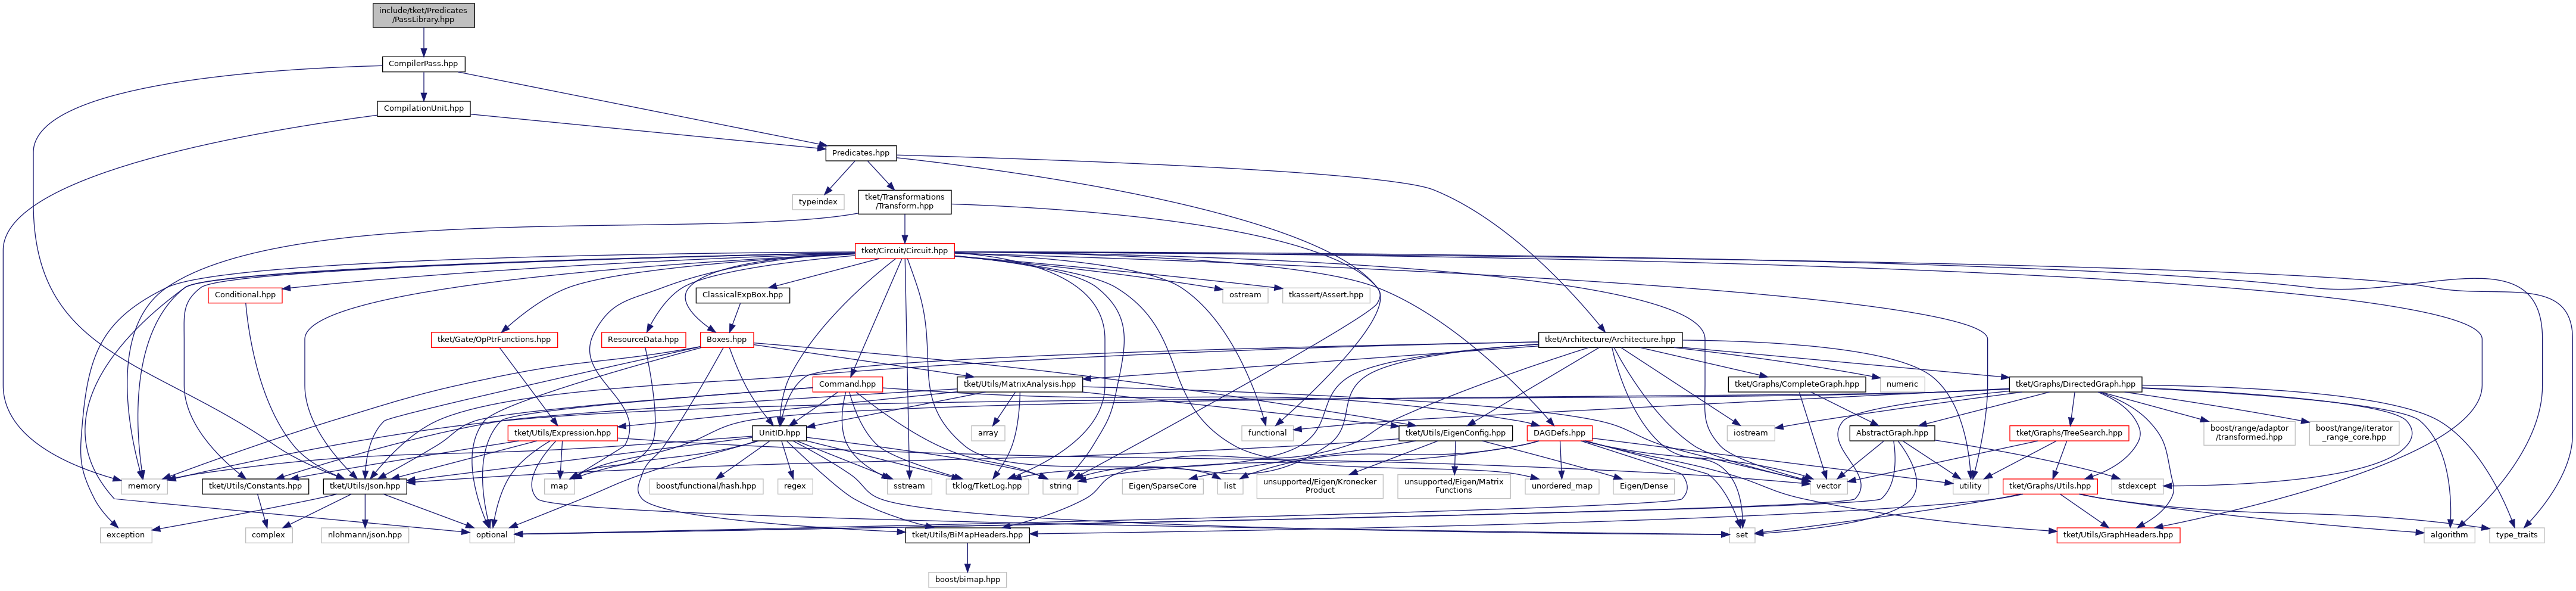 include/tket/Predicates
/PassLibrary.hpp
CompilerPass.hpp
CompilationUnit.hpp
Predicates.hpp
typeindex
tket/Transformations
/Transform.hpp
tket/Circuit/Circuit.hpp
Conditional.hpp
ClassicalExpBox.hpp
ostream
tkassert/Assert.hpp
tket/Gate/OpPtrFunctions.hpp
ResourceData.hpp
Boxes.hpp
tket/Architecture/Architecture.hpp
Command.hpp
tket/Utils/MatrixAnalysis.hpp
tket/Graphs/CompleteGraph.hpp
numeric
tket/Graphs/DirectedGraph.hpp
tket/Utils/Expression.hpp
UnitID.hpp
array
functional
tket/Utils/EigenConfig.hpp
DAGDefs.hpp
iostream
AbstractGraph.hpp
tket/Graphs/TreeSearch.hpp
boost/range/adaptor
/transformed.hpp
boost/range/iterator
_range_core.hpp
memory
tket/Utils/Constants.hpp
tket/Utils/Json.hpp
map
boost/functional/hash.hpp
regex
sstream
tklog/TketLog.hpp
string
Eigen/SparseCore
list
unsupported/Eigen/Kronecker
Product
unsupported/Eigen/Matrix
Functions
unordered_map
Eigen/Dense
vector
utility
tket/Graphs/Utils.hpp
stdexcept
exception
complex
nlohmann/json.hpp
optional
tket/Utils/BiMapHeaders.hpp
set
tket/Utils/GraphHeaders.hpp
algorithm
type_traits
boost/bimap.hpp